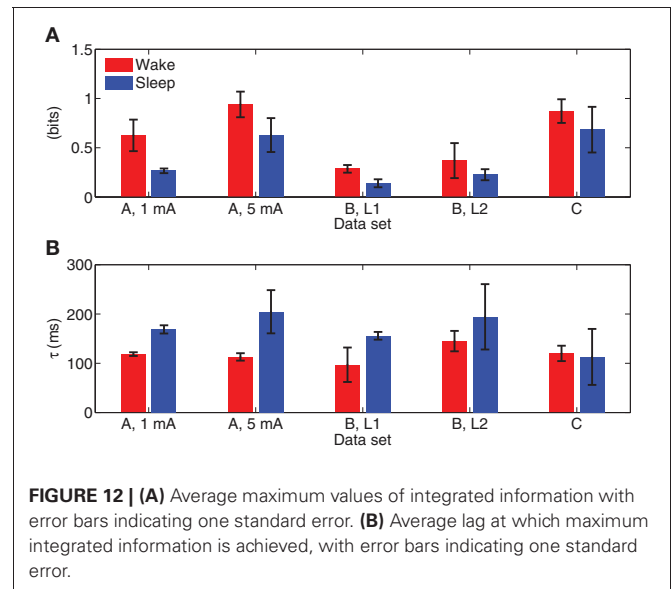 A
1.5
1
0.5
0
(bits)
Wake
Sleep
A, 1 mA A, 5 mA B, L1 B, L2 C
Data set
B
300
200
100
0
τ (ms)
A, 1 mA A, 5 mA B, L1 B, L2 C
Data set
FIGURE 12 | (A) Average maximum values of integrated information with
error bars indicating one standard error. (B) Average lag at which maximum
integrated information is achieved, with error bars indicating one standard
error.